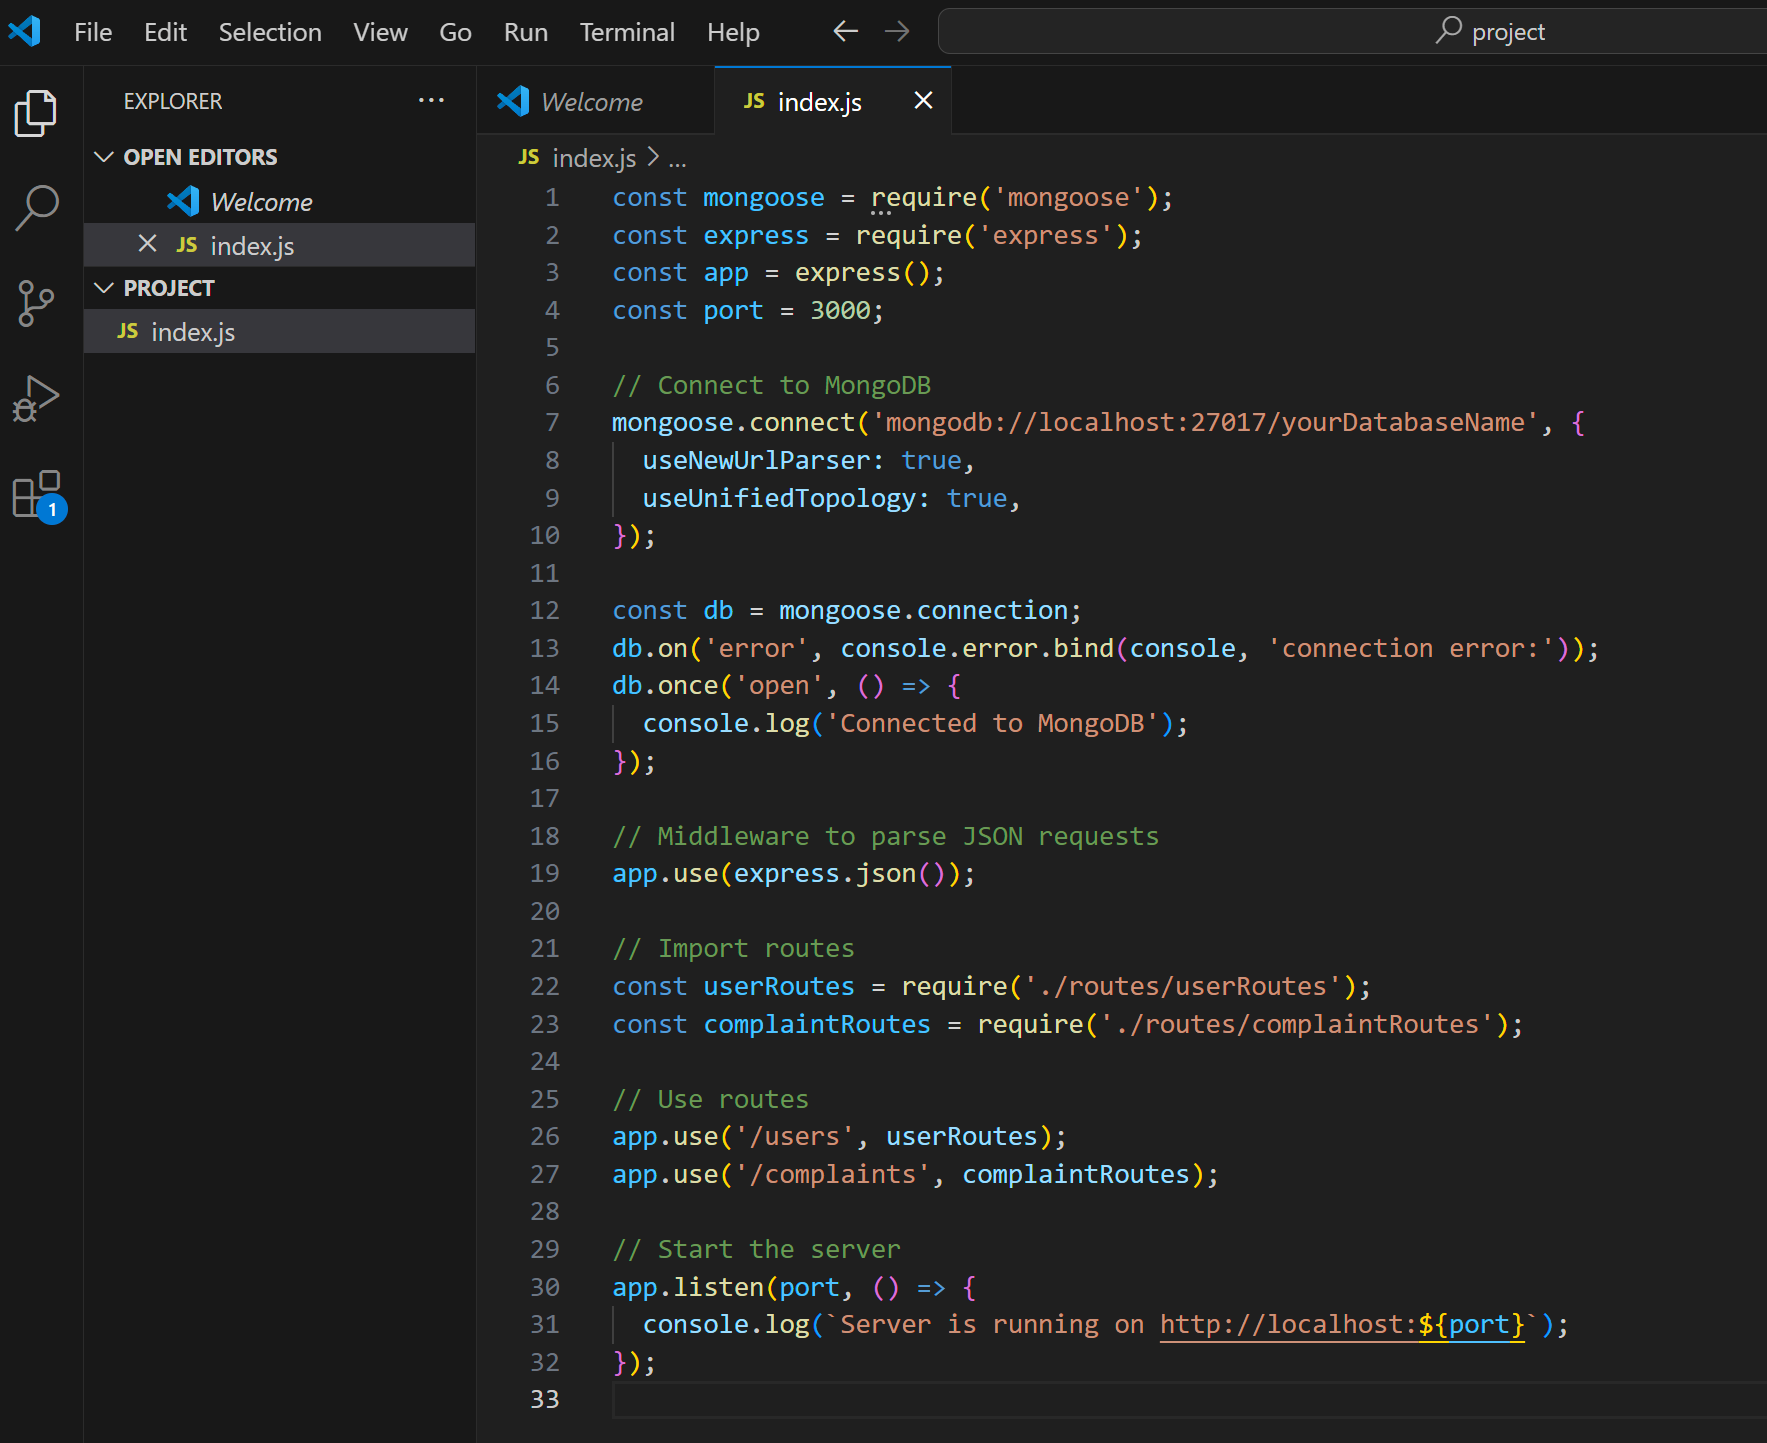 File Edit Selection View Go Run Terminal Help project
EXPLORER ...
OPEN EDITORS
Welcome
JS index.js
PROJECT
JS index.js
1
Welcome JS index.js
JS index.js > ...
1 const mongoose = require('mongoose');
2 const express = require('express');
3 const app = express();
4 const port = 3000;
5
6 // Connect to MongoDB
7 mongoose.connect('mongodb://localhost:27017/yourDatabaseName', {
8   useNewUrlParser: true,
9   useUnifiedTopology: true,
10 });
11
12 const db = mongoose.connection;
13 db.on('error', console.error.bind(console, 'connection error:'));
14 db.once('open', () => {
15   console.log('Connected to MongoDB');
16 });
17
18 // Middleware to parse JSON requests
19 app.use(express.json());
20
21 // Import routes
22 const userRoutes = require('./routes/userRoutes');
23 const complaintRoutes = require('./routes/complaintRoutes');
24
25 // Use routes
26 app.use('/users', userRoutes);
27 app.use('/complaints', complaintRoutes);
28
29 // Start the server
30 app.listen(port, () => {
31   console.log(`Server is running on http://localhost:${port}`);
32 });
33